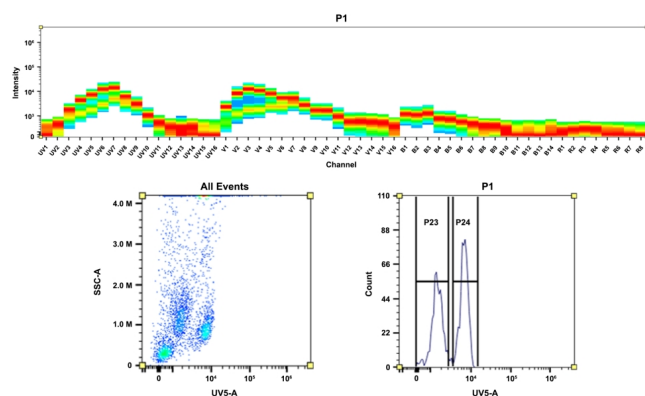 P1
Intensity
10⁶
10⁴
10³
0
UV1 UV2 UV3 UV4 UV5 UV6 UV7 UV8 UV9 UV10 UV11 UV12 UV13 UV14 UV15 UV16 V1 V2 V3 V4 V5 V6 V7 V8 V9 V10 V11 V12 V13 V14 V15 V16 B1 B2 B3 B4 B5 B6 B7 B8 B9 B10 B11 B12 B13 B14 R1 R2 R3 R4 R5 R6 R7 R8
Channel
All Events
SSC-A
4.0 M
3.0 M
2.0 M
1.0 M
0
0 10⁴ 10⁵ 10⁶
UV5-A
P1
Count
110
88
66
44
22
0
P23 P24
0 10⁴ 10⁵ 10⁶
UV5-A